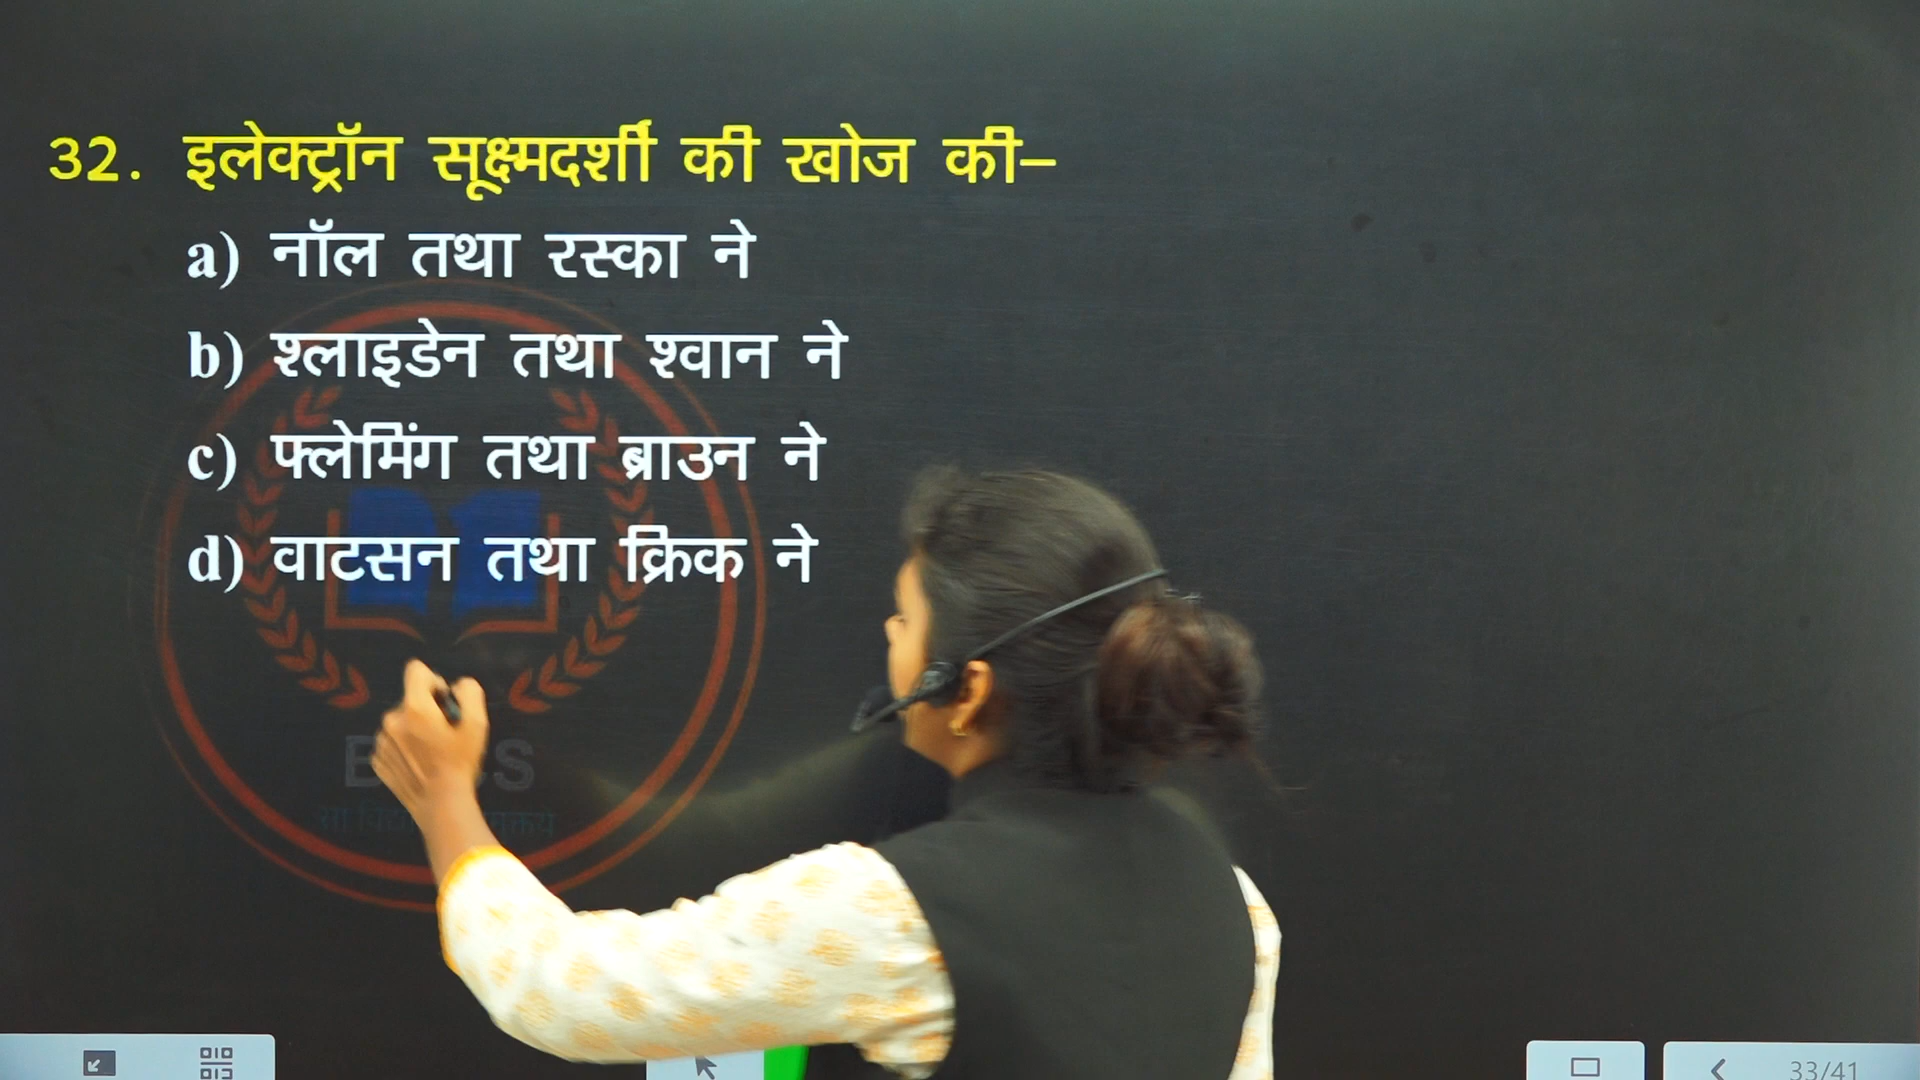 32. इलेक्ट्रॉन सूक्ष्मदर्शी की खोज की–
a) नॉल तथा रस्का ने
b) श्लाइडेन तथा श्वान ने
c) फ्लेमिंग तथा ब्राउन ने
d) वाटसन तथा क्रिक ने
33/41